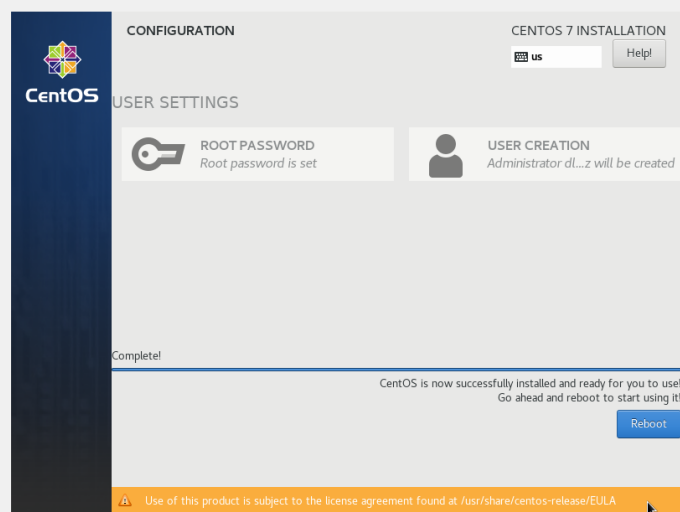 CONFIGURATION
CENTOS 7 INSTALLATION
us
Help!
CentOS
USER SETTINGS
ROOT PASSWORD
Root password is set
USER CREATION
Administrator dl...z will be created
Complete!
CentOS is now successfully installed and ready for you to use!
Go ahead and reboot to start using it!
Reboot
Use of this product is subject to the license agreement found at /usr/share/centos-release/EULA